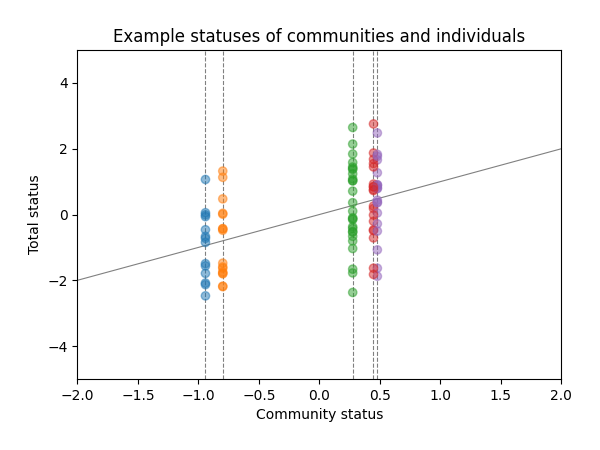 Example statuses of communities and individuals
4
2
0
−2
−4
Total status
−2.0 −1.5 −1.0 −0.5 0.0 0.5 1.0 1.5 2.0
Community status